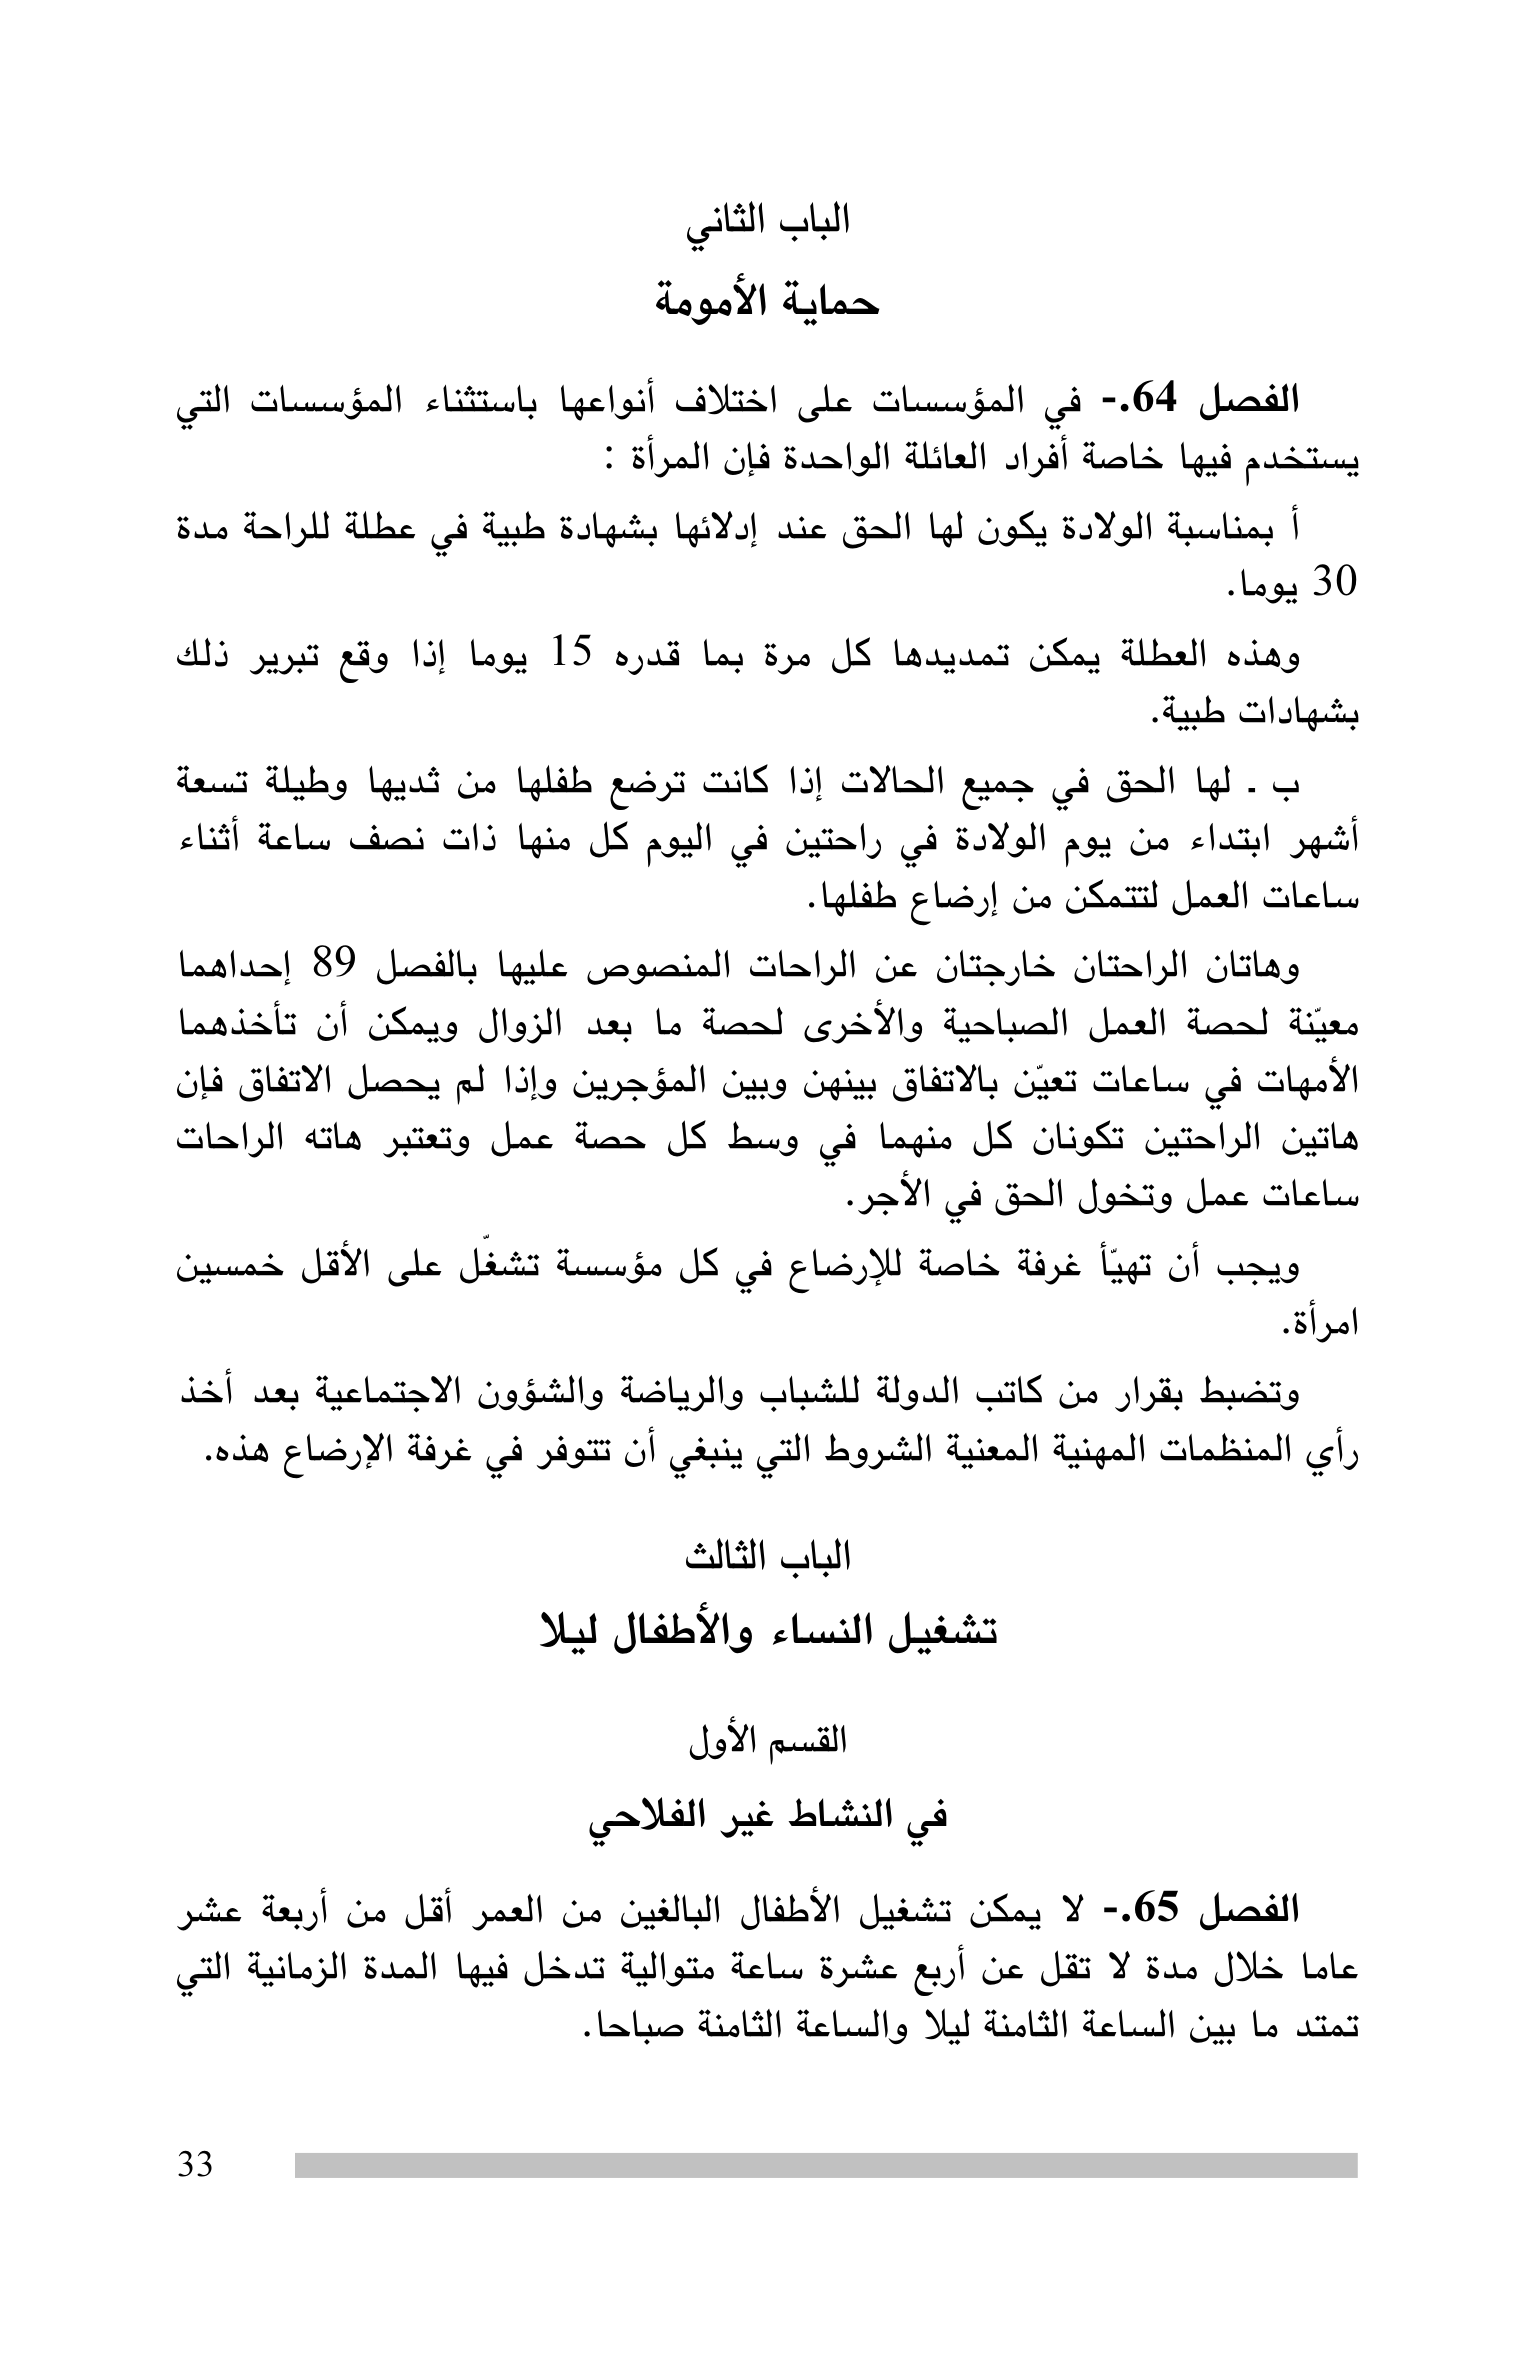 الباب الثاني
حماية الأمومة
الفصل 64.- في المؤسسات على اختلاف أنواعها باستثناء المؤسسات التي
يستخدم فيها خاصة أفراد العائلة الواحدة فإن المرأة :
أ بمناسبة الولادة يكون لها الحق عند إدلائها بشهادة طبية في عطلة للراحة مدة
30 يوما.
وهذه العطلة يمكن تمديدها كل مرة بما قدره 15 يوما إذا وقع تبرير ذلك
بشهادات طبية.
ب ـ لها الحق في جميع الحالات إذا كانت ترضع طفلها من ثديها وطيلة تسعة
أشهر ابتداء من يوم الولادة في راحتين في اليوم كل منها ذات نصف ساعة أثناء
ساعات العمل لتتمكن من إرضاع طفلها.
وهاتان الراحتان خارجتان عن الراحات المنصوص عليها بالفصل 89 إحداهما
معيّنة لحصة العمل الصباحية والأخرى لحصة ما بعد الزوال ويمكن أن تأخذهما
الأمهات في ساعات تعيّن بالاتفاق بينهن وبين المؤجرين وإذا لم يحصل الاتفاق فإن
هاتين الراحتين تكونان كل منهما في وسط كل حصة عمل وتعتبر هاته الراحات
ساعات عمل وتخول الحق في الأجر.
ويجب أن تهيّأ غرفة خاصة للإرضاع في كل مؤسسة تشغّل على الأقل خمسين
امرأة.
وتضبط بقرار من كاتب الدولة للشباب والرياضة والشؤون الاجتماعية بعد أخذ
رأي المنظمات المهنية المعنية الشروط التي ينبغي أن تتوفر في غرفة الإرضاع هذه.
الباب الثالث
تشغيل النساء والأطفال ليلا
القسم الأول
في النشاط غير الفلاحي
الفصل 65.- لا يمكن تشغيل الأطفال البالغين من العمر أقل من أربعة عشر
عاما خلال مدة لا تقل عن أربع عشرة ساعة متوالية تدخل فيها المدة الزمانية التي
تمتد ما بين الساعة الثامنة ليلا والساعة الثامنة صباحا.
33